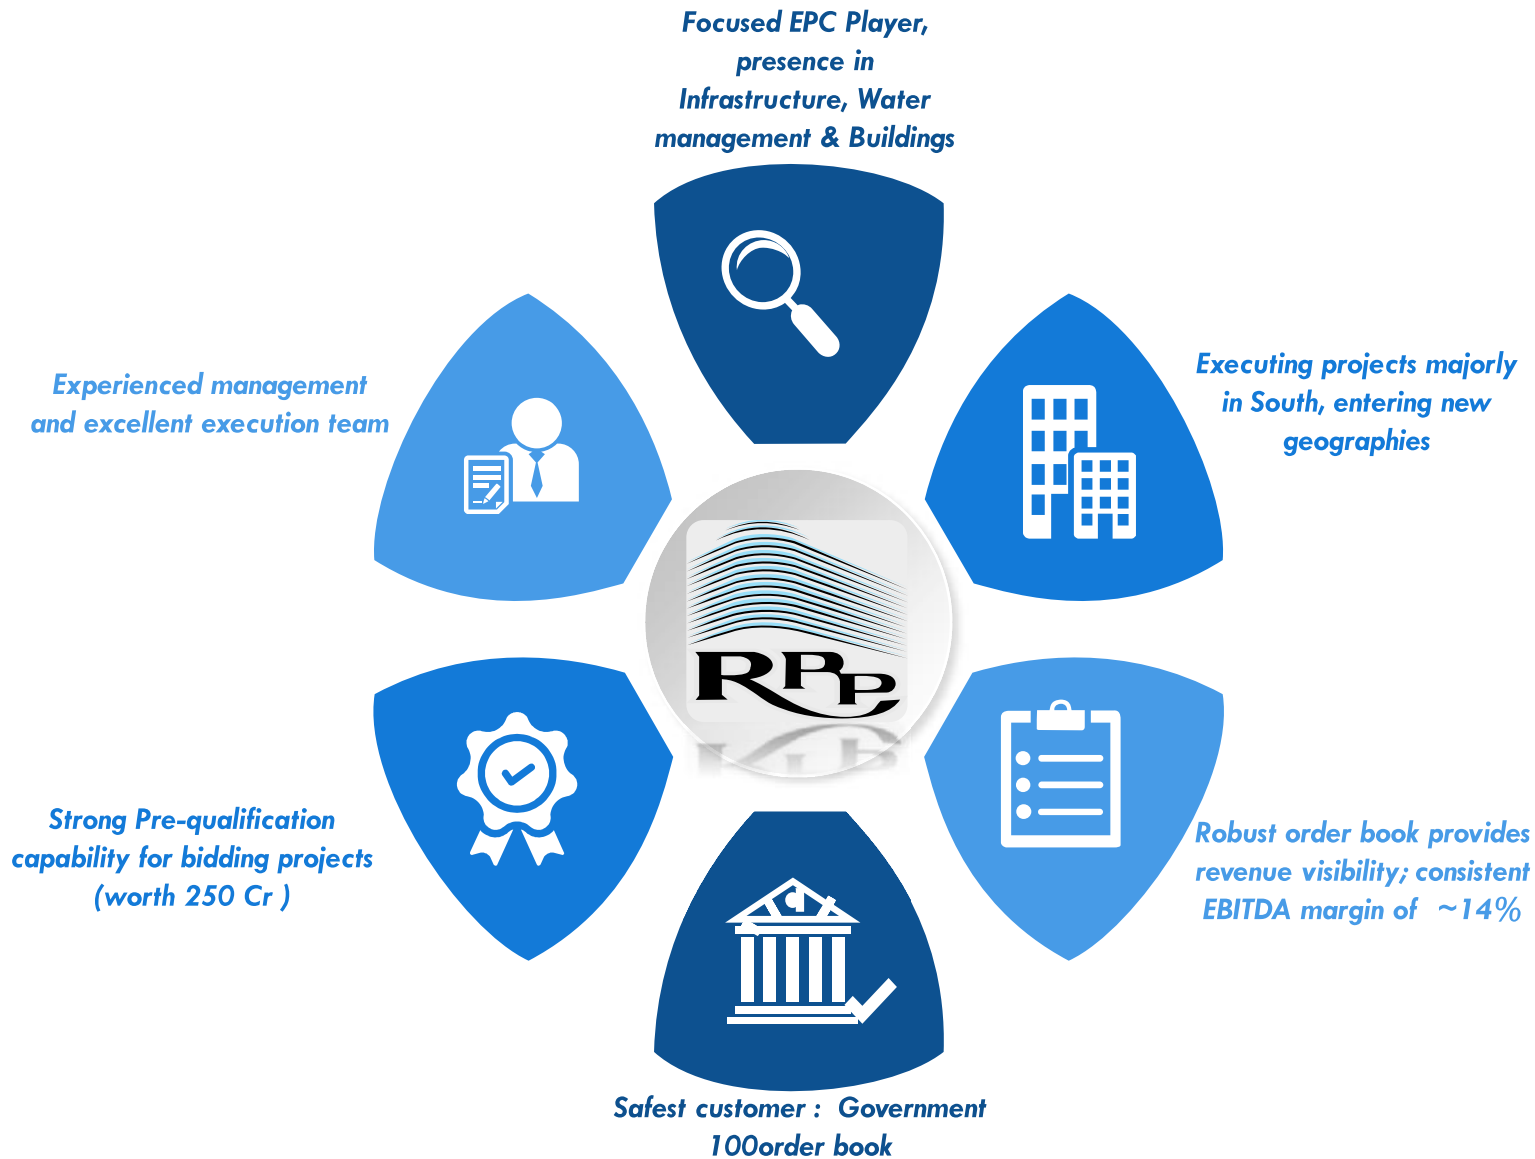 Focused EPC Player,
presence in
Infrastructure, Water
management & Buildings
Executing projects majorly
in South, entering new
geographies
Experienced management
and excellent execution team
RPP
Strong Pre-qualification
capability for bidding projects
(worth 250 Cr )
Robust order book provides
revenue visibility; consistent
EBITDA margin of ~14%
Safest customer : Government
100order book